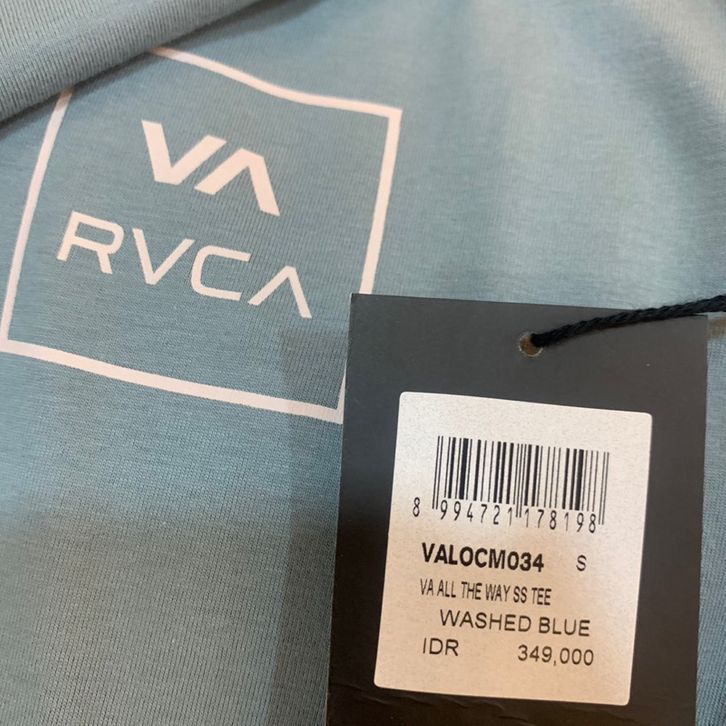 VA
RVCA
8 994721 178198
VALOCM034 S
VA ALL THE WAY SS TEE
WASHED BLUE
IDR 349,000